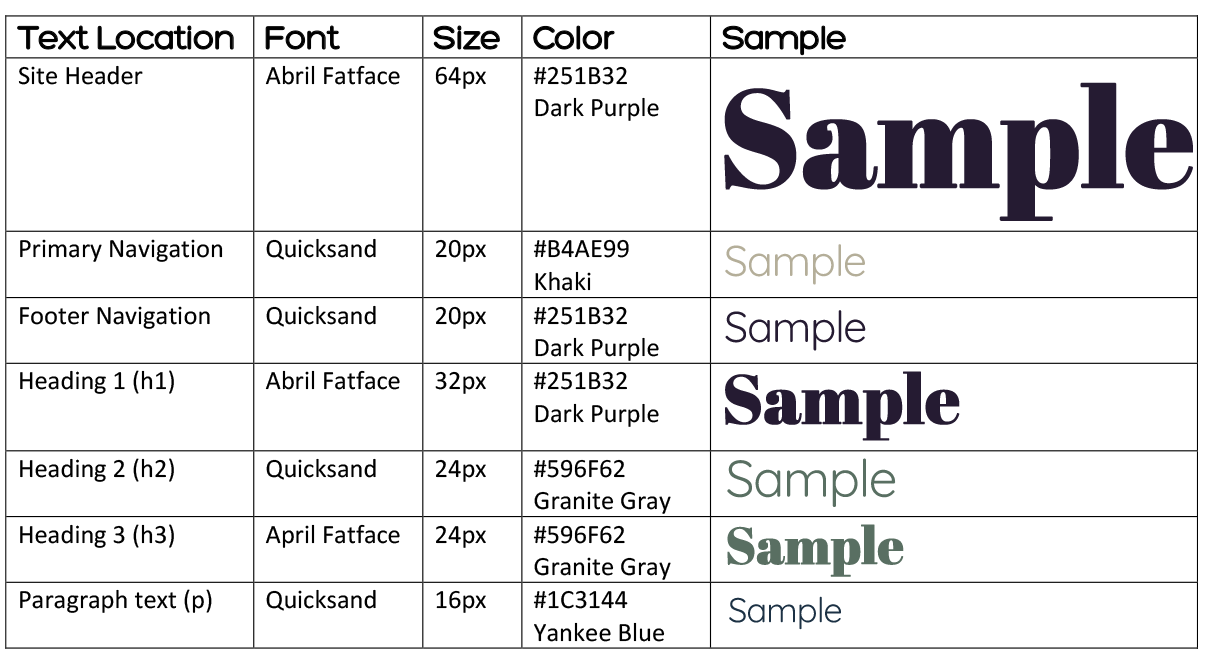 Text Location Font Size Color Sample
Site Header Abril Fatface 64px #251B32 Sample
Dark Purple
Primary Navigation Quicksand 20px #B4AE99 Sample
Khaki
Footer Navigation Quicksand 20px #251B32 Sample
Dark Purple
Heading 1 (h1) Abril Fatface 32px #251B32 Sample
Dark Purple
Heading 2 (h2) Quicksand 24px #596F62 Sample
Granite Gray
Heading 3 (h3) April Fatface 24px #596F62 Sample
Granite Gray
Paragraph text (p) Quicksand 16px #1C3144 Sample
Yankee Blue